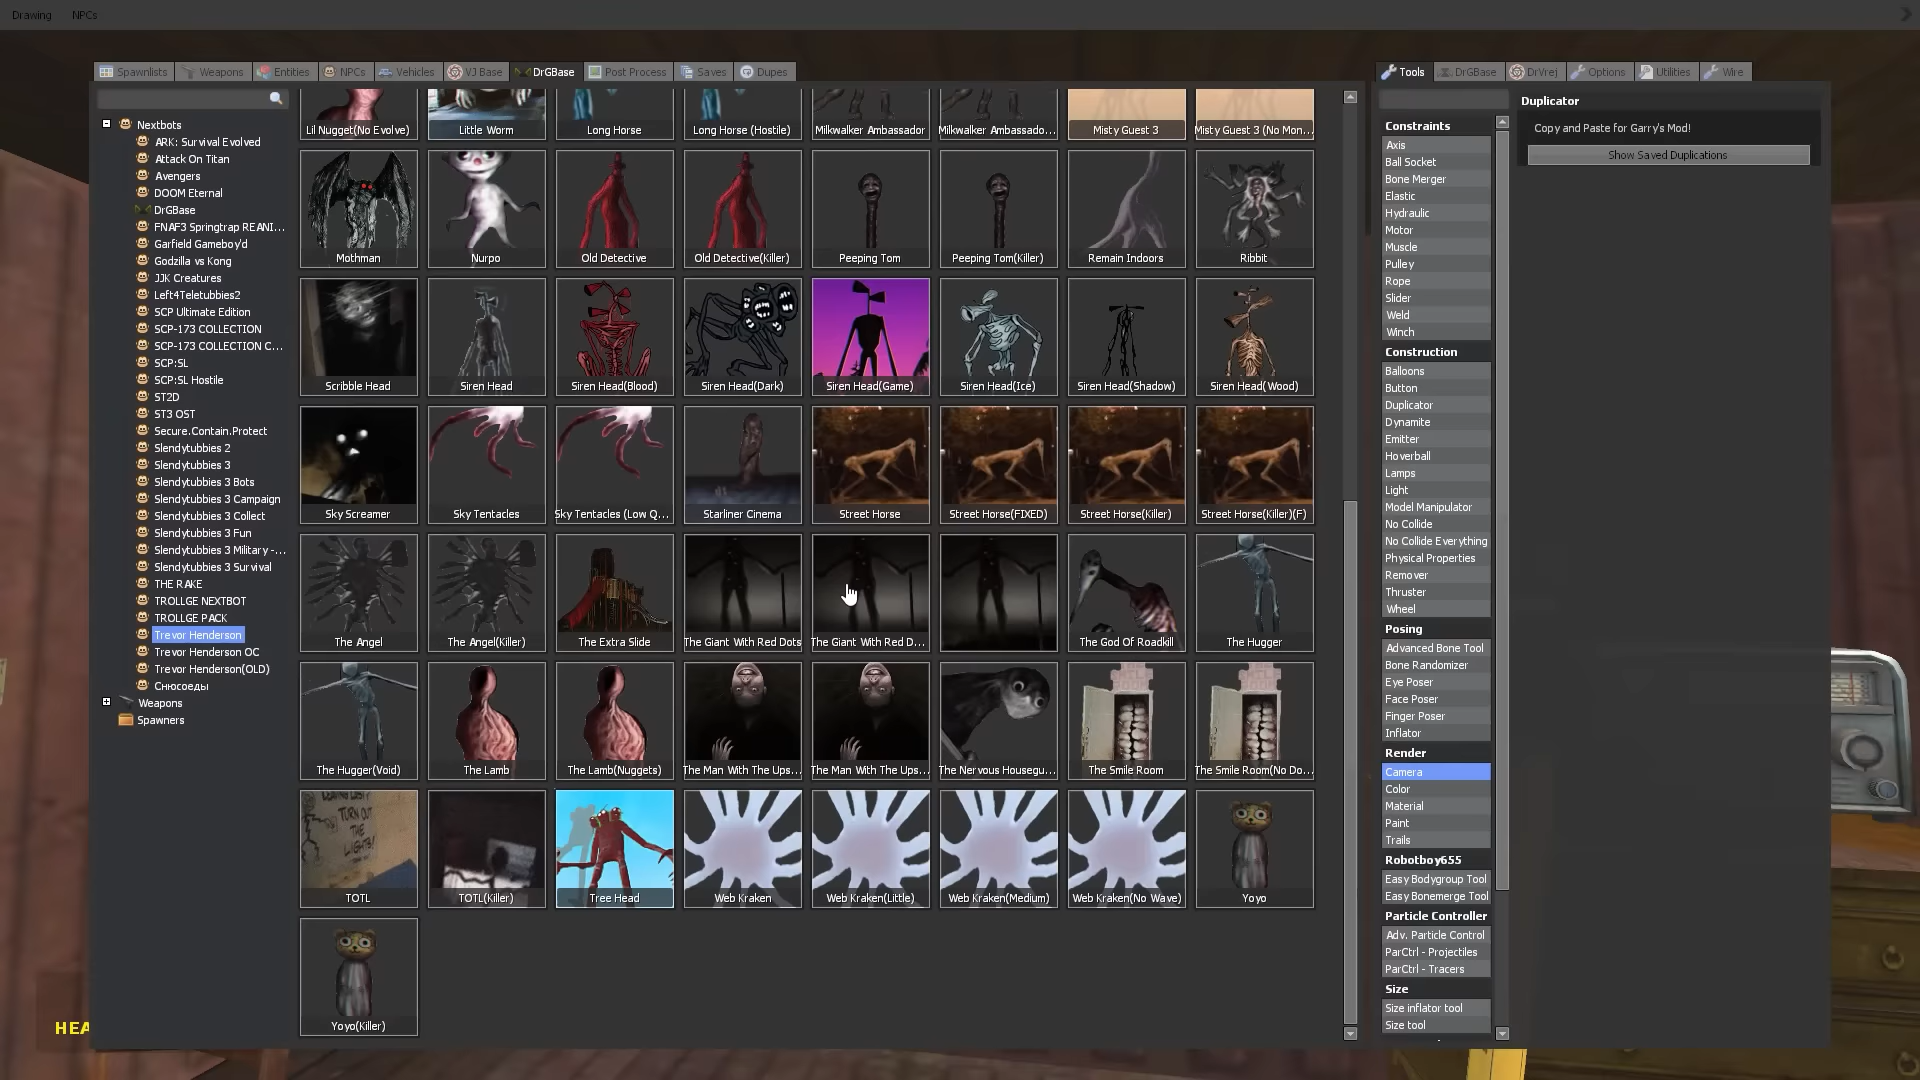 Drawing NPCs
Spawnlists Weapons Entities NPCs Vehicles VJ Base DrGBase Post Process Saves Dupes
Tools DrGBase DrVrej Options Utilities Wire
Nextbots
ARK: Survival Evolved
Attack On Titan
Avengers
DOOM Eternal
DrGBase
FNAF3 Springtrap REANI...
Garfield Gameboy'd
Godzilla vs Kong
JJK Creatures
Left4Teletubbies2
SCP Ultimate Edition
SCP-173 COLLECTION
SCP-173 COLLECTION C...
SCP:SL
SCP:SL Hostile
ST2D
ST3 OST
Secure.Contain.Protect
Slendytubbies 2
Slendytubbies 3
Slendytubbies 3 Bots
Slendytubbies 3 Campaign
Slendytubbies 3 Collect
Slendytubbies 3 Fun
Slendytubbies 3 Military -...
Slendytubbies 3 Survival
THE RAKE
TROLLGE NEXTBOT
TROLLGE PACK
Trevor Henderson
Trevor Henderson OC
Trevor Henderson(OLD)
Снюсоеды
Weapons
Spawners
Lil Nugget(No Evolve) Little Worm Long Horse Long Horse (Hostile) Milkwalker Ambassador Milkwalker Ambassado... Misty Guest 3 Misty Guest 3 (No Mon...
Mothman Nurpo Old Detective Old Detective(Killer) Peeping Tom Peeping Tom(Killer) Remain Indoors Ribbit
Scribble Head Siren Head Siren Head(Blood) Siren Head(Dark) Siren Head(Game) Siren Head(Ice) Siren Head(Shadow) Siren Head(Wood)
Sky Screamer Sky Tentacles Sky Tentacles (Low Q... Starliner Cinema Street Horse Street Horse(FIXED) Street Horse(Killer) Street Horse(Killer)(F)
The Angel The Angel(Killer) The Extra Slide The Giant With Red Dots The Giant With Red D... The God Of Roadkill The Hugger
The Hugger(Void) The Lamb The Lamb(Nuggets) The Man With The Ups... The Man With The Ups... The Nervous Housegu... The Smile Room The Smile Room(No Do...
TURN OUT
THE
LIGHTS!
TOTL TOTL(Killer) Tree Head Web Kraken Web Kraken(Little) Web Kraken(Medium) Web Kraken(No Wave) Yoyo
Yoyo(Killer)
HEA
Constraints
Axis
Ball Socket
Bone Merger
Elastic
Hydraulic
Motor
Muscle
Pulley
Rope
Slider
Weld
Winch
Construction
Balloons
Button
Duplicator
Dynamite
Emitter
Hoverball
Lamps
Light
Model Manipulator
No Collide
No Collide Everything
Physical Properties
Remover
Thruster
Wheel
Posing
Advanced Bone Tool
Bone Randomizer
Eye Poser
Face Poser
Finger Poser
Inflator
Render
Camera
Color
Material
Paint
Trails
Robotboy655
Easy Bodygroup Tool
Easy Bonemerge Tool
Particle Controller
Adv. Particle Control
ParCtrl - Projectiles
ParCtrl - Tracers
Size
Size inflator tool
Size tool
Duplicator
Copy and Paste for Garry's Mod!
Show Saved Duplications